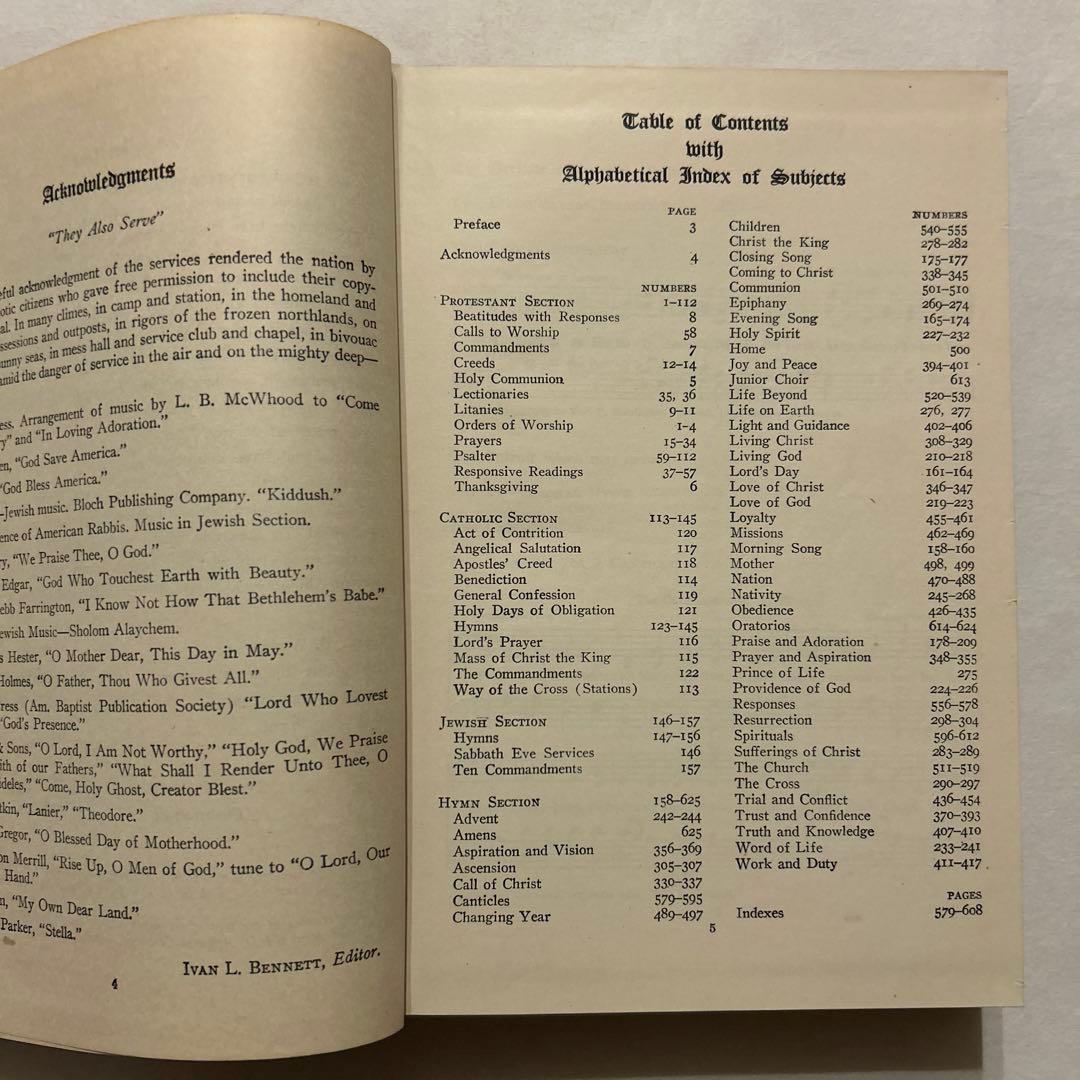 Acknowledgments
"They Also Serve"
acknowledgment of the services rendered the nation by
citizens who gave free permission to include their copy-
In many climes, in camp and station, in the homeland and
and outposts, in rigors of the frozen northlands, on
seas, in mess hall and service club and chapel, in bivouac
the danger of service in the air and on the mighty deep—
Arrangement of music by L. B. McWhood to "Come
and "In Loving Adoration."
"God Save America."
"God Bless America."
—Jewish music. Bloch Publishing Company. "Kiddush."
of American Rabbis. Music in Jewish Section.
"We Praise Thee, O God."
Edgar, "God Who Touchest Earth with Beauty."
Farrington, "I Know Not How That Bethlehem's Babe."
Music—Sholom Alaychem.
Hester, "O Mother Dear, This Day in May."
Holmes, "O Father, Thou Who Givest All."
(Am. Baptist Publication Society) "Lord Who Lovest
"God's Presence."
& Sons, "O Lord, I Am Not Worthy," "Holy God, We Praise
of our Fathers," "What Shall I Render Unto Thee, O
"Come, Holy Ghost, Creator Blest."
"Lanier," "Theodore."
"O Blessed Day of Motherhood."
Merrill, "Rise Up, O Men of God," tune to "O Lord, Our
Hand."
"My Own Dear Land."
Parker, "Stella."
Ivan L. Bennett, Editor.
4
Table of Contents
with
Alphabetical Index of Subjects
PAGE
Preface 3
Acknowledgments 4
NUMBERS
Protestant Section 1–112
Beatitudes with Responses 8
Calls to Worship 58
Commandments 7
Creeds 12–14
Holy Communion 5
Lectionaries 35, 36
Litanies 9–11
Orders of Worship 1–4
Prayers 15–34
Psalter 59–112
Responsive Readings 37–57
Thanksgiving 6
Catholic Section 113–145
Act of Contrition 120
Angelical Salutation 117
Apostles' Creed 118
Benediction 114
General Confession 119
Holy Days of Obligation 121
Hymns 123–145
Lord's Prayer 116
Mass of Christ the King 115
The Commandments 122
Way of the Cross (Stations) 113
Jewish Section 146–157
Hymns 147–156
Sabbath Eve Services 146
Ten Commandments 157
Hymn Section 158–625
Advent 242–244
Amens 625
Aspiration and Vision 356–369
Ascension 305–307
Call of Christ 330–337
Canticles 579–595
Changing Year 489–497
NUMBERS
Children 540–555
Christ the King 278–282
Closing Song 175–177
Coming to Christ 338–345
Communion 501–510
Epiphany 269–274
Evening Song 165–174
Holy Spirit 227–232
Home 500
Joy and Peace 394–401
Junior Choir 613
Life Beyond 520–539
Life on Earth 276, 277
Light and Guidance 402–406
Living Christ 308–329
Living God 210–218
Lord's Day 161–164
Love of Christ 346–347
Love of God 219–223
Loyalty 455–461
Missions 462–469
Morning Song 158–160
Mother 498, 499
Nation 470–488
Nativity 245–268
Obedience 426–435
Oratorios 614–624
Praise and Adoration 178–209
Prayer and Aspiration 348–355
Prince of Life 275
Providence of God 224–226
Responses 556–578
Resurrection 298–304
Spirituals 596–612
Sufferings of Christ 283–289
The Church 511–519
The Cross 290–297
Trial and Conflict 436–454
Trust and Confidence 370–393
Truth and Knowledge 407–410
Word of Life 233–241
Work and Duty 411–417
PAGES
Indexes 579–608
5